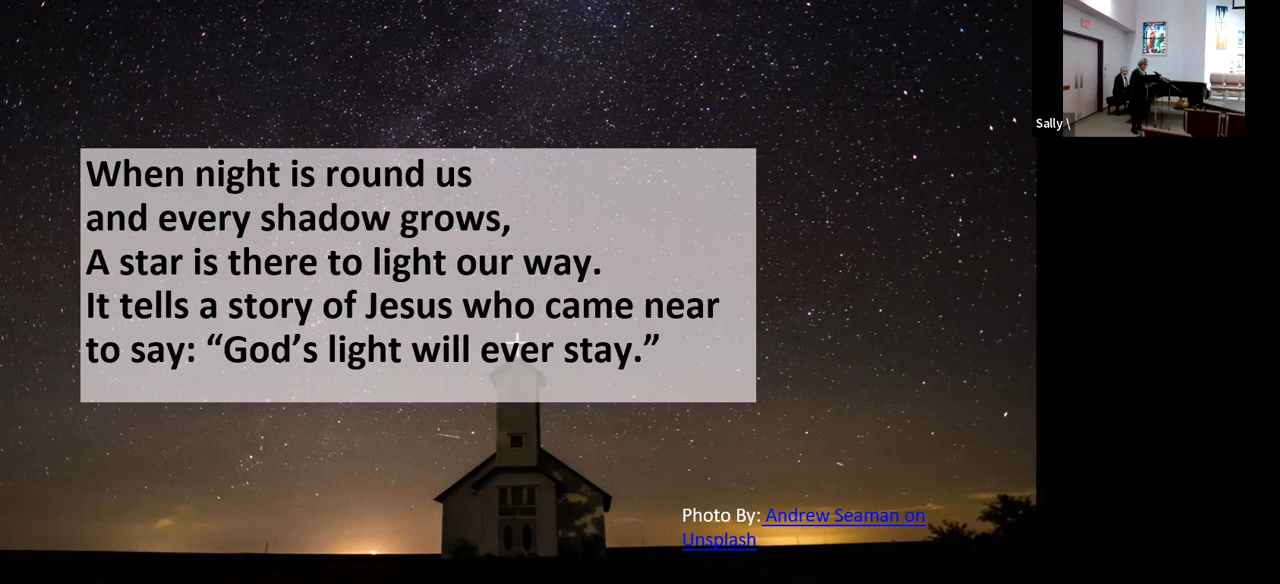 When night is round us
and every shadow grows,
A star is there to light our way.
It tells a story of Jesus who came near
to say: “God’s light will ever stay.”
Photo By: Andrew Seaman on
Unsplash
Sally \